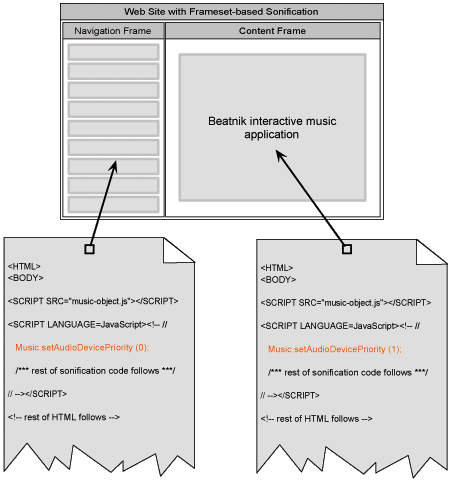 Web Site with Frameset-based Sonification
Navigation Frame
Content Frame
Beatnik interactive music
application
<HTML>
<BODY>
<SCRIPT SRC="music-object.js"></SCRIPT>
<SCRIPT LANGUAGE=JavaScript><!-- //
Music.setAudioDevicePriority (0);
/*** rest of sonification code follows ***/
// --></SCRIPT>
<!-- rest of HTML follows -->
<HTML>
<BODY>
<SCRIPT SRC="music-object.js"></SCRIPT>
<SCRIPT LANGUAGE=JavaScript><!-- //
Music.setAudioDevicePriority (1);
/*** rest of sonification code follows ***/
// --></SCRIPT>
<!-- rest of HTML follows -->